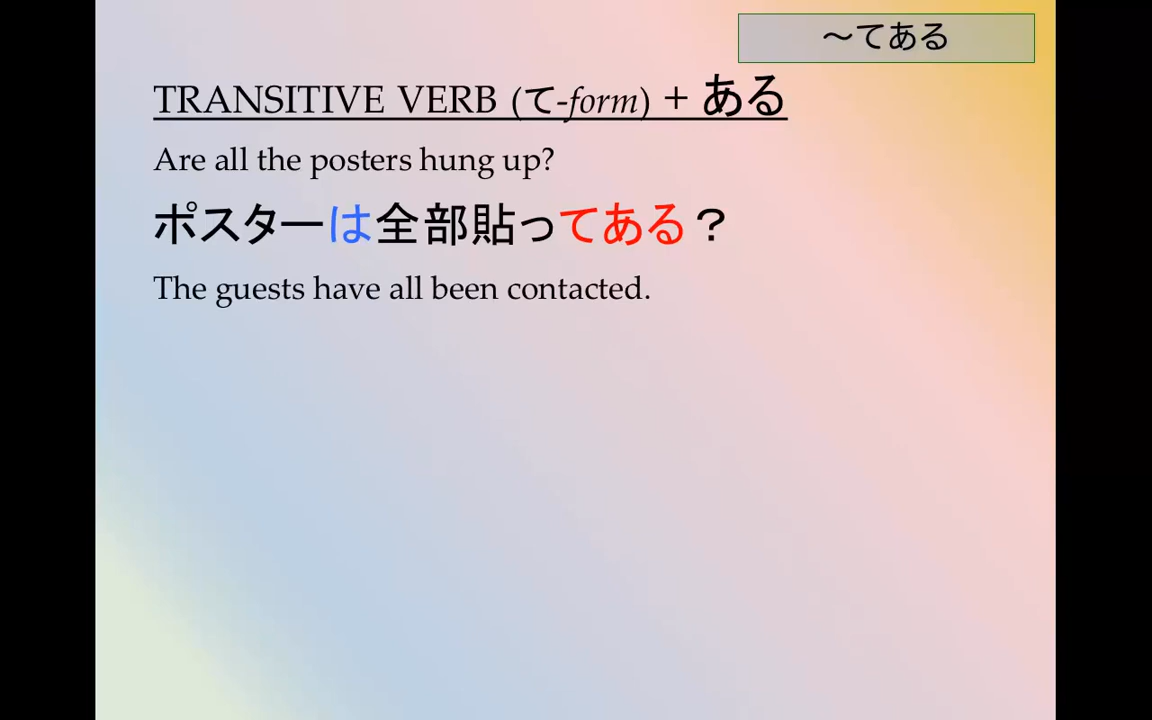 ～てある
TRANSITIVE VERB (て-form) + ある
Are all the posters hung up?
ポスターは全部貼ってある？
The guests have all been contacted.